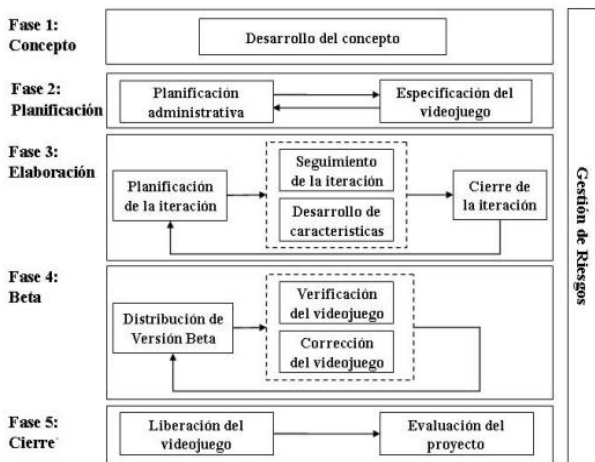 Fase 1:
Concepto
Desarrollo del concepto
Fase 2:
Planificación
Planificación
administrativa
Especificación del
videojuego
Fase 3:
Elaboración
Planificación
de la iteración
Seguimiento
de la iteración
Desarrollo de
características
Cierre de
la iteración
Fase 4:
Beta
Distribución de
Versión Beta
Verificación
del videojuego
Corrección
del videojuego
Fase 5:
Cierre
Liberación del
videojuego
Evaluación del
proyecto
Gestión de Riesgos